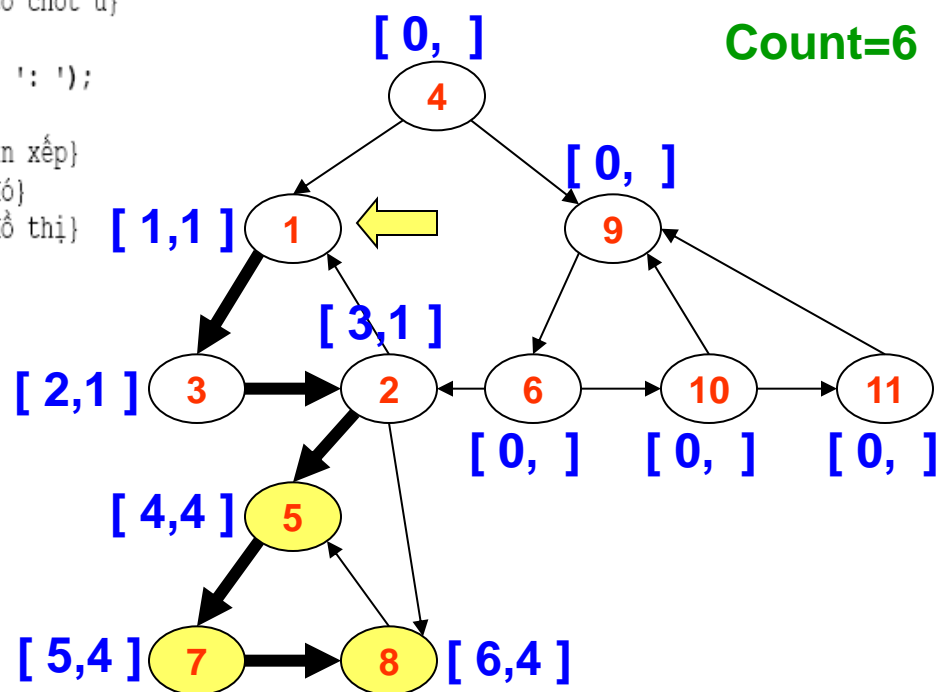 chốt u}
': ');
xếp}
thị}
Count=6
[ 0, ]
4
[ 0, ]
[ 1,1 ] 1 9
[ 3,1 ]
[ 2,1 ] 3 2 6 10 11
[ 0, ] [ 0, ] [ 0, ]
[ 4,4 ] 5
[ 5,4 ] 7 8 [ 6,4 ]